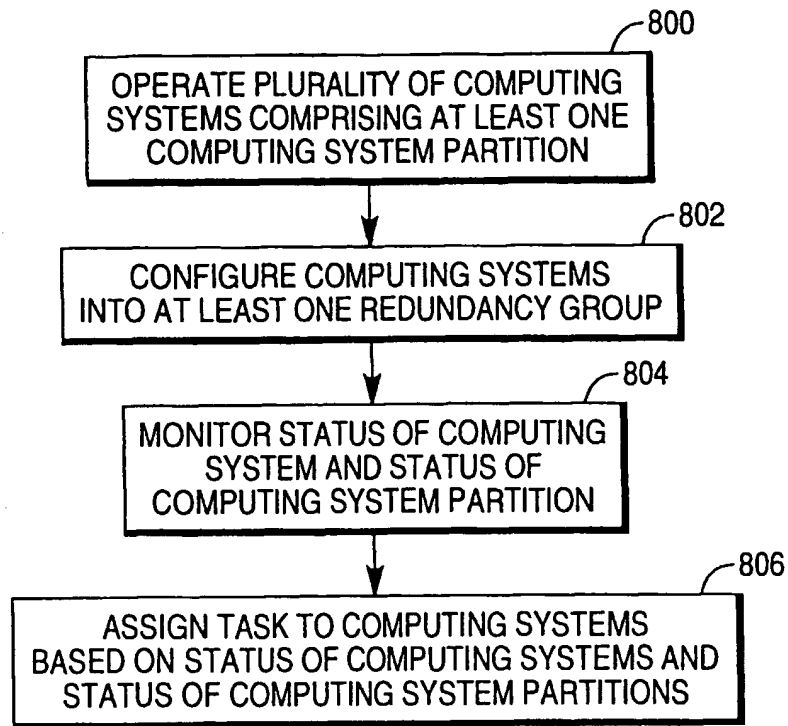 800
OPERATE PLURALITY OF COMPUTING
SYSTEMS COMPRISING AT LEAST ONE
COMPUTING SYSTEM PARTITION
802
CONFIGURE COMPUTING SYSTEMS
INTO AT LEAST ONE REDUNDANCY GROUP
804
MONITOR STATUS OF COMPUTING
SYSTEM AND STATUS OF
COMPUTING SYSTEM PARTITION
806
ASSIGN TASK TO COMPUTING SYSTEMS
BASED ON STATUS OF COMPUTING SYSTEMS AND
STATUS OF COMPUTING SYSTEM PARTITIONS